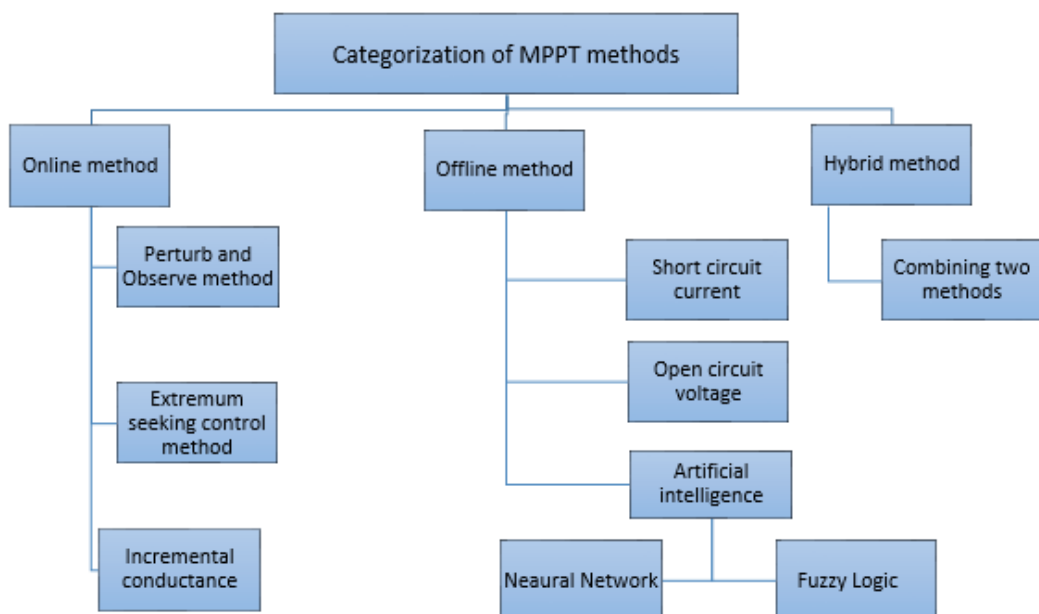 Categorization of MPPT methods
Online method
Offline method
Hybrid method
Perturb and
Observe method
Extremum
seeking control
method
Incremental
conductance
Short circuit
current
Open circuit
voltage
Artificial
intelligence
Neaural Network
Fuzzy Logic
Combining two
methods